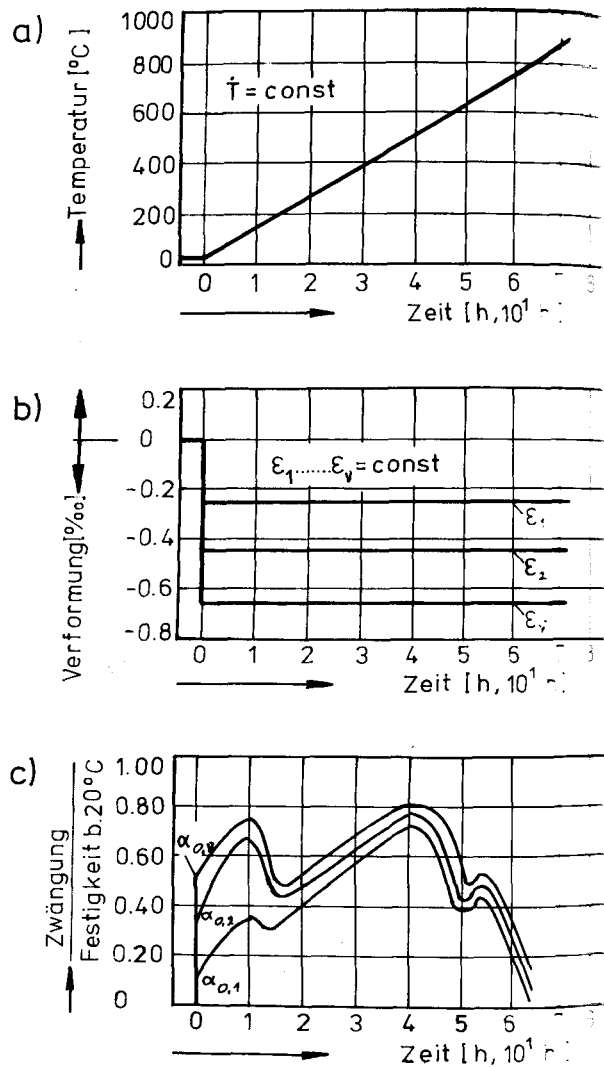 a)
Temperatur [°C]
1000
800
600
400
200
0
Ṫ = const
0 1 2 3 4 5 6
Zeit [h, 10¹
b)
Verformung [‰]
0.2
0
-0.2
-0.4
-0.6
-0.8
ε₁......εᵥ = const
ε₁
ε₂
εᵥ
0 1 2 3 4 5 6
Zeit [h, 10¹
c)
Zwängung
Festigkeit b. 20°C
1.00
0.80
0.60
0.40
0.20
0
α₀,ᵥ
α₀,₂
α₀,₁
0 1 2 3 4 5 6
Zeit [h, 10¹